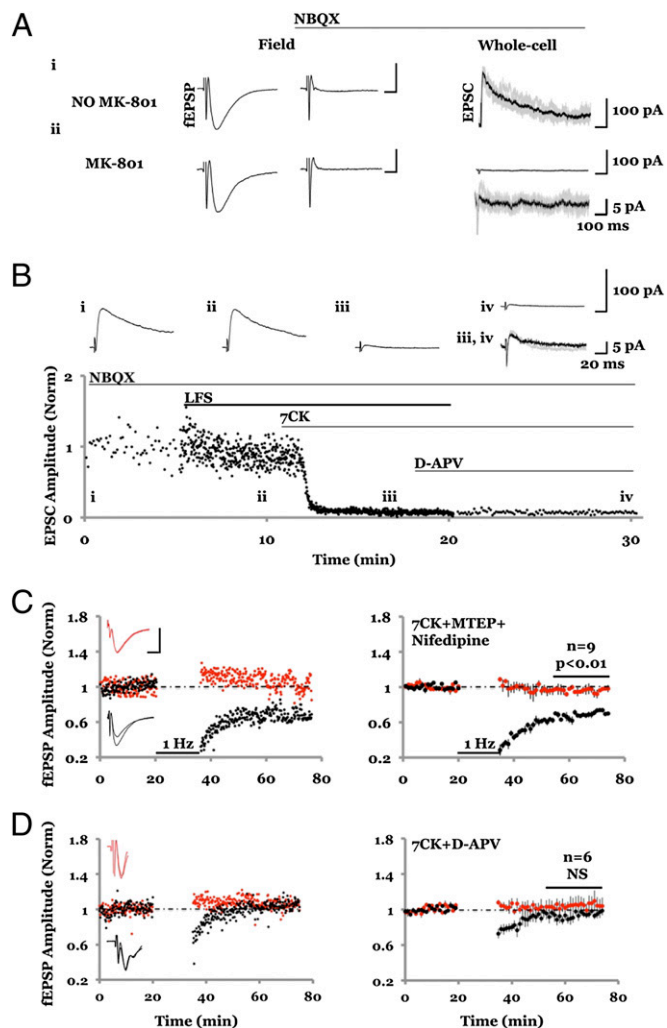 A
NBQX
Field
Whole-cell
i
NO MK-801
fEPSP
EPSC
100 pA
ii
MK-801
100 pA
5 pA
100 ms
B
i
ii
iii
iv
100 pA
iii, iv
5 pA
20 ms
EPSC Amplitude (Norm)
2
1
0
NBQX
LFS
7CK
D-APV
i
ii
iii
iv
0
10
20
30
Time (min)
C
fEPSP Amplitude (Norm)
1.8
1.4
1
0.6
0.2
1 Hz
0
20
40
60
80
1.8
1.4
1
0.6
0.2
7CK+MTEP+
Nifedipine
n=9
p<0.01
1 Hz
0
20
40
60
80
D
fEPSP Amplitude (Norm)
1.8
1.4
1
0.6
0.2
0
20
40
60
80
Time (min)
1.8
1.4
1
0.6
0.2
7CK+D-APV
n=6
NS
0
20
40
60
80
Time (min)